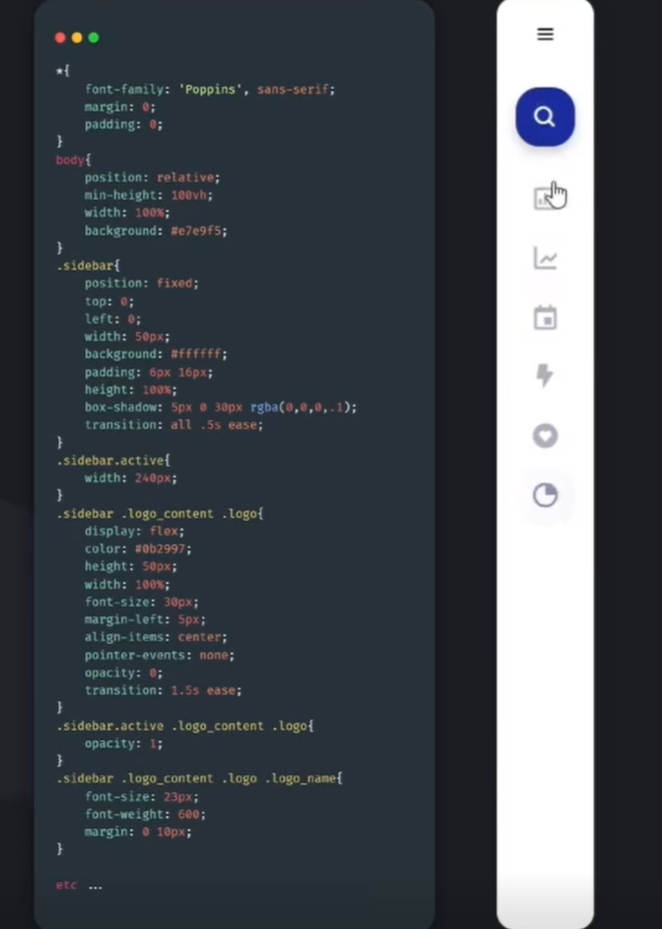 *{
font-family: 'Poppins', sans-serif;
margin: 0;
padding: 0;
}
body{
position: relative;
min-height: 100vh;
width: 100%;
background: #e7e9f5;
}
.sidebar{
position: fixed;
top: 0;
left: 0;
width: 50px;
background: #ffffff;
padding: 6px 16px;
height: 100%;
box-shadow: 5px 0 30px rgba(0,0,0,.1);
transition: all .5s ease;
}
.sidebar.active{
width: 240px;
}
.sidebar .logo_content .logo{
display: flex;
color: #0b2997;
height: 50px;
width: 100%;
font-size: 30px;
margin-left: 5px;
align-items: center;
pointer-events: none;
opacity: 0;
transition: 1.5s ease;
}
.sidebar.active .logo_content .logo{
opacity: 1;
}
.sidebar .logo_content .logo .logo_name{
font-size: 23px;
font-weight: 600;
margin: 0 10px;
}
etc ...